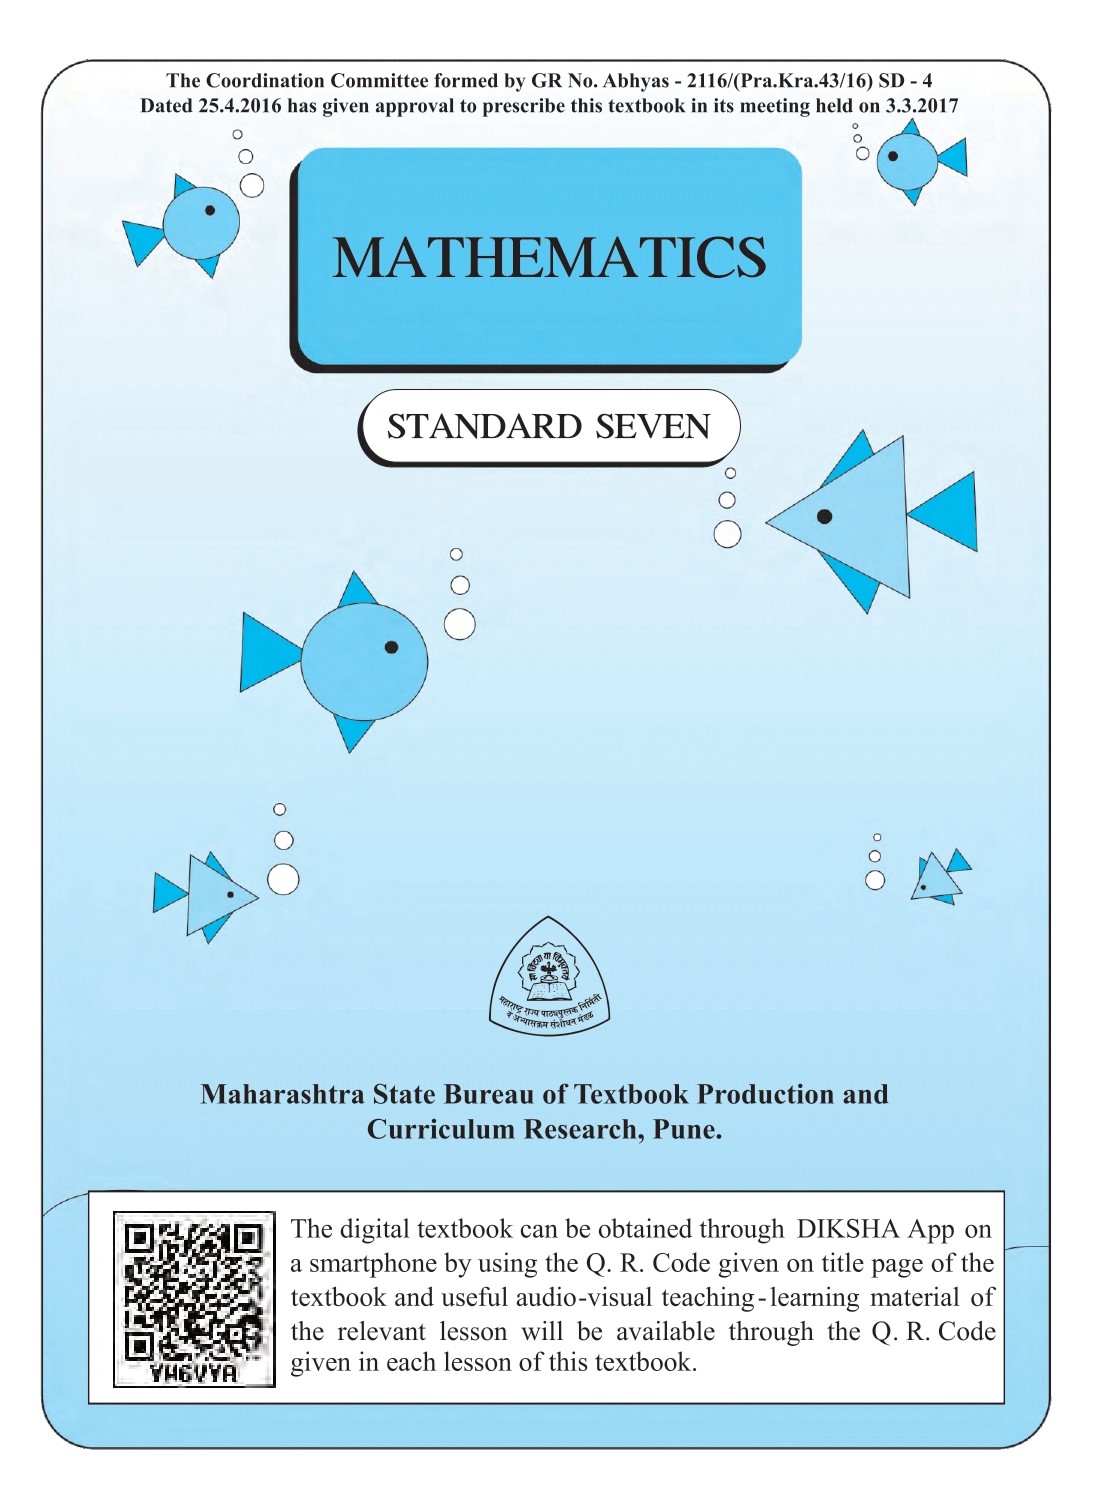 The Coordination Committee formed by GR No. Abhyas - 2116/(Pra.Kra.43/16) SD - 4
Dated 25.4.2016 has given approval to prescribe this textbook in its meeting held on 3.3.2017
MATHEMATICS
STANDARD SEVEN
महाराष्ट्र राज्य पाठ्यपुस्तक निर्मिती
व अभ्यासक्रम संशोधन मंडळ
Maharashtra State Bureau of Textbook Production and
Curriculum Research, Pune.
The digital textbook can be obtained through DIKSHA App on
a smartphone by using the Q. R. Code given on title page of the
textbook and useful audio-visual teaching-learning material of
the relevant lesson will be available through the Q. R. Code
given in each lesson of this textbook.